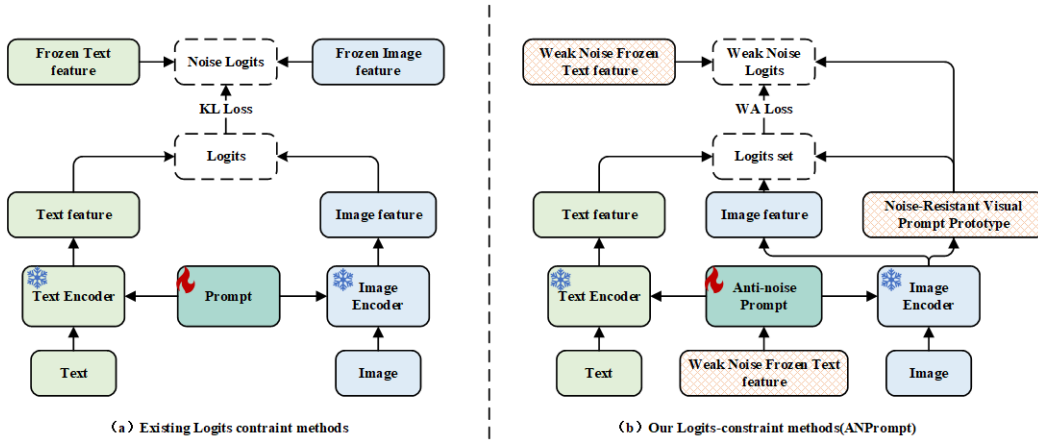 Frozen Text
feature
Noise Logits
Frozen Image
feature
KL Loss
Logits
Text feature
Image feature
Text Encoder
Prompt
Image
Encoder
Text
Image
（a）Existing Logits contraint methods
Weak Noise Frozen
Text feature
Weak Noise
Logits
WA Loss
Logits set
Text feature
Image feature
Noise-Resistant Visual
Prompt Prototype
Text Encoder
Anti-noise
Prompt
Image
Encoder
Text
Weak Noise Frozen Text
feature
Image
（b）Our Logits-constraint methods(ANPrompt)